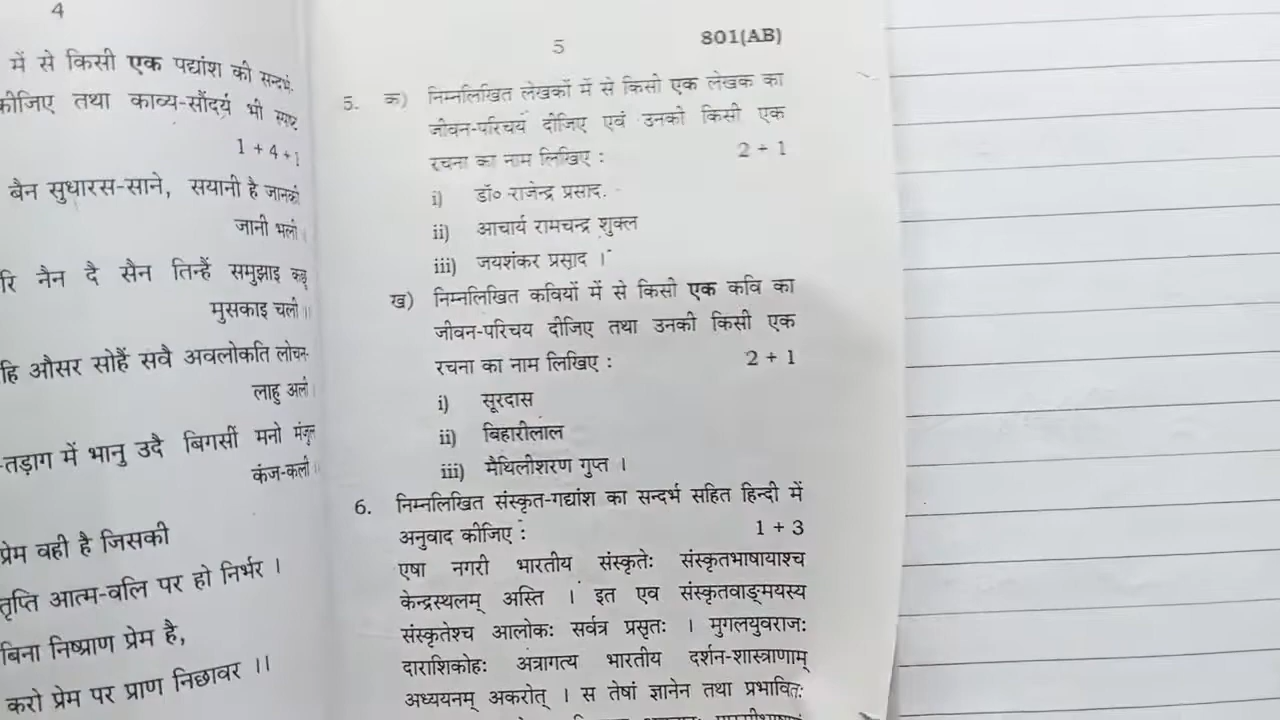 4
में से किसी एक पद्यांश की सन्दर्भ
कीजिए तथा काव्य-सौंदर्य भी स्पष्ट
1 + 4 + 1
बैन सुधारस-साने, सयानी है जानकी
जानी भली।
रि नैन दै सैन तिन्हैं समुझाइ कछू
मुसकाइ चली॥
हि औसर सोहैं सवै अवलोकति लोचन-
लाहु अलीं।
-तड़ाग में भानु उदै बिगसीं मनो मंजुल
कंज-कली॥
प्रेम वही है जिसकी
तृप्ति आत्म-वलि पर हो निर्भर ।
बिना निष्प्राण प्रेम है,
करो प्रेम पर प्राण निछावर ।।
5
801(AB)
5. क) निम्नलिखित लेखकों में से किसी एक लेखक का
जीवन-परिचय दीजिए एवं उनकी किसी एक
रचना का नाम लिखिए : 2 + 1
i) डॉ० राजेन्द्र प्रसाद
ii) आचार्य रामचन्द्र शुक्ल
iii) जयशंकर प्रसाद ।
ख) निम्नलिखित कवियों में से किसी एक कवि का
जीवन-परिचय दीजिए तथा उनकी किसी एक
रचना का नाम लिखिए : 2 + 1
i) सूरदास
ii) बिहारीलाल
iii) मैथिलीशरण गुप्त ।
6. निम्नलिखित संस्कृत-गद्यांश का सन्दर्भ सहित हिन्दी में
अनुवाद कीजिए : 1 + 3
एषा नगरी भारतीय संस्कृतेः संस्कृतभाषायाश्च
केन्द्रस्थलम् अस्ति । इत एव संस्कृतवाङ्मयस्य
संस्कृतेश्च आलोकः सर्वत्र प्रसृतः । मुगलयुवराजः
दाराशिकोहः अत्रागत्य भारतीय दर्शन-शास्त्राणाम्
अध्ययनम् अकरोत् । स तेषां ज्ञानेन तथा प्रभावितः